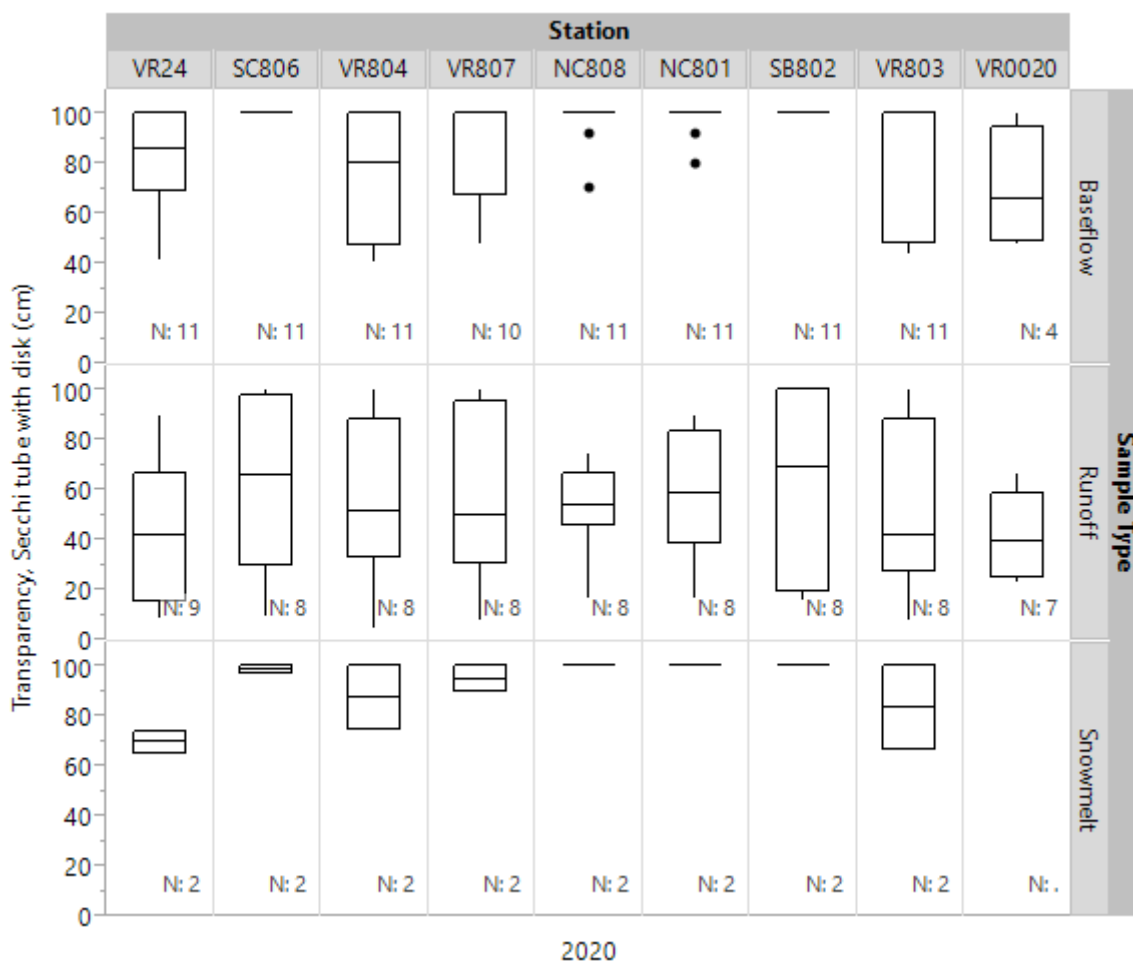 Station
VR24 SC806 VR804 VR807 NC808 NC801 SB802 VR803 VR0020
Transparency, Secchi tube with disk (cm)
100
80
60
40
20
0
N: 11 N: 11 N: 11 N: 10 N: 11 N: 11 N: 11 N: 11 N: 4
Baseflow
100
80
60
40
20
0
N: 9 N: 8 N: 8 N: 8 N: 8 N: 8 N: 8 N: 8 N: 7
Runoff
Sample Type
100
80
60
40
20
0
N: 2 N: 2 N: 2 N: 2 N: 2 N: 2 N: 2 N: 2 N: .
Snowmelt
2020